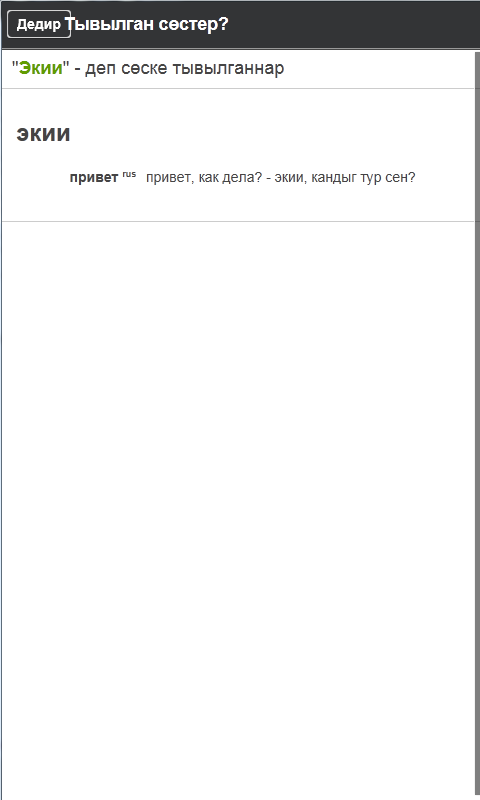 Дедир Тывылган сөстер?
"Экии" - деп сөске тывылганнар
экии
привет rus привет, как дела? - экии, кандыг тур сен?